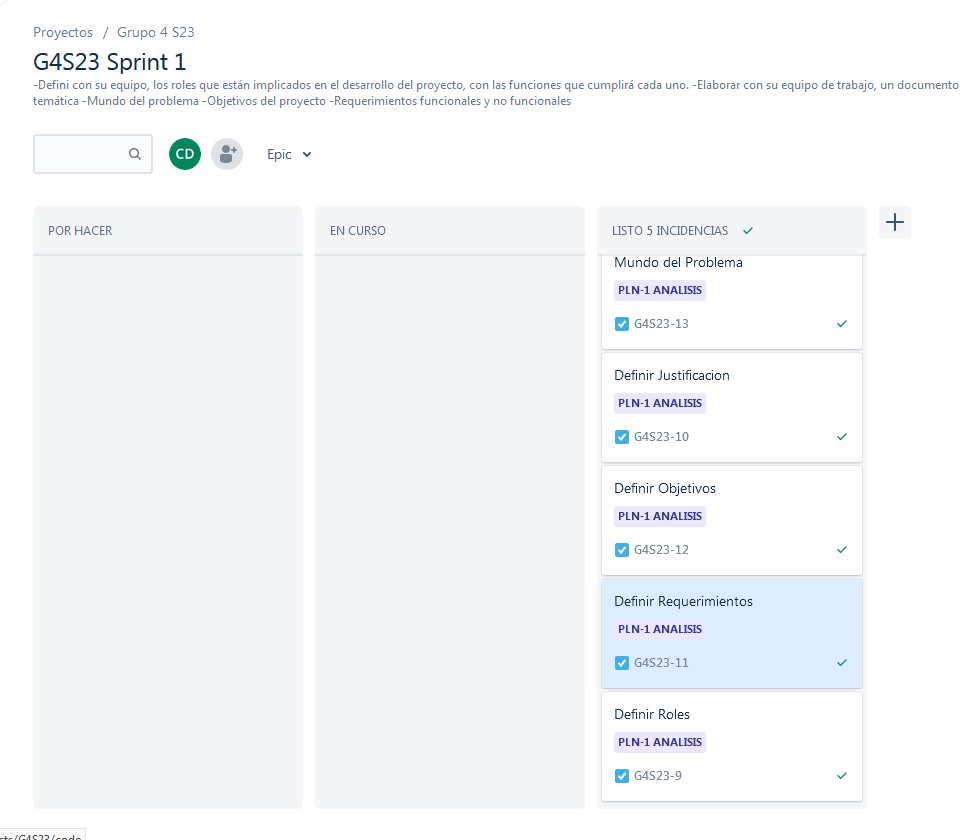 Proyectos / Grupo 4 S23
G4S23 Sprint 1
-Defini con su equipo, los roles que están implicados en el desarrollo del proyecto, con las funciones que cumplirá cada uno. -Elaborar con su equipo de trabajo, un documento
temática -Mundo del problema -Objetivos del proyecto -Requerimientos funcionales y no funcionales
CD
Epic
POR HACER
EN CURSO
LISTO 5 INCIDENCIAS
Mundo del Problema
PLN-1 ANALISIS
G4S23-13
Definir Justificacion
PLN-1 ANALISIS
G4S23-10
Definir Objetivos
PLN-1 ANALISIS
G4S23-12
Definir Requerimientos
PLN-1 ANALISIS
G4S23-11
Definir Roles
PLN-1 ANALISIS
G4S23-9